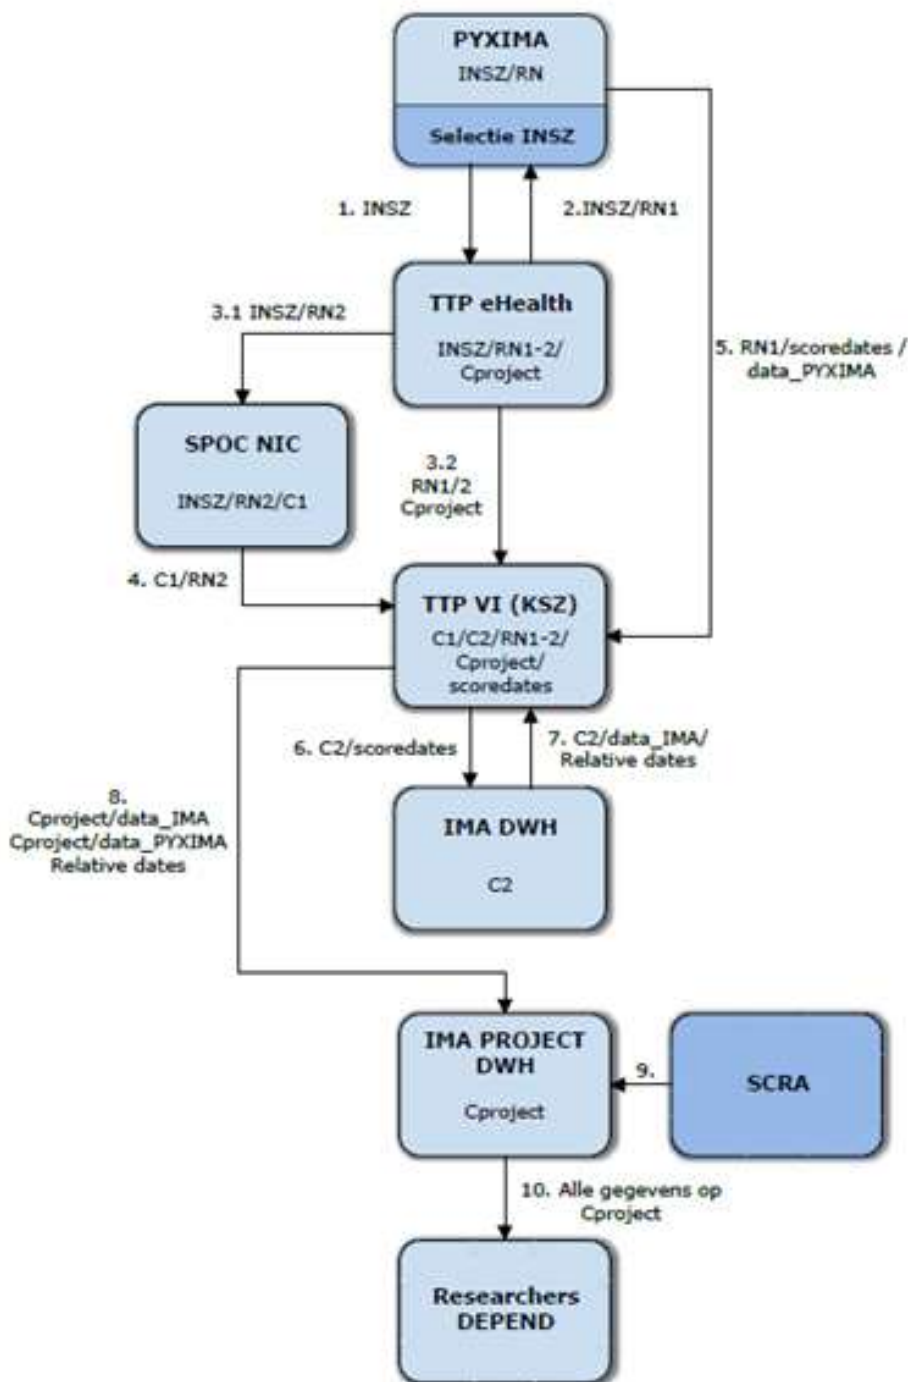 PYXIMA
INSZ/RN
Selectie INSZ
1. INSZ
2.INSZ/RN1
TTP eHealth
INSZ/RN1-2/
Cproject
3.1 INSZ/RN2
5. RN1/scoredates /
data_PYXIMA
SPOC NIC
INSZ/RN2/C1
3.2
RN1/2
Cproject
4. C1/RN2
TTP VI (KSZ)
C1/C2/RN1-2/
Cproject/
scoredates
6. C2/scoredates
7. C2/data_IMA/
Relative dates
8.
Cproject/data_IMA
Cproject/data_PYXIMA
Relative dates
IMA DWH
C2
IMA PROJECT
DWH
Cproject
9.
SCRA
10. Alle gegevens op
Cproject
Researchers
DEPEND